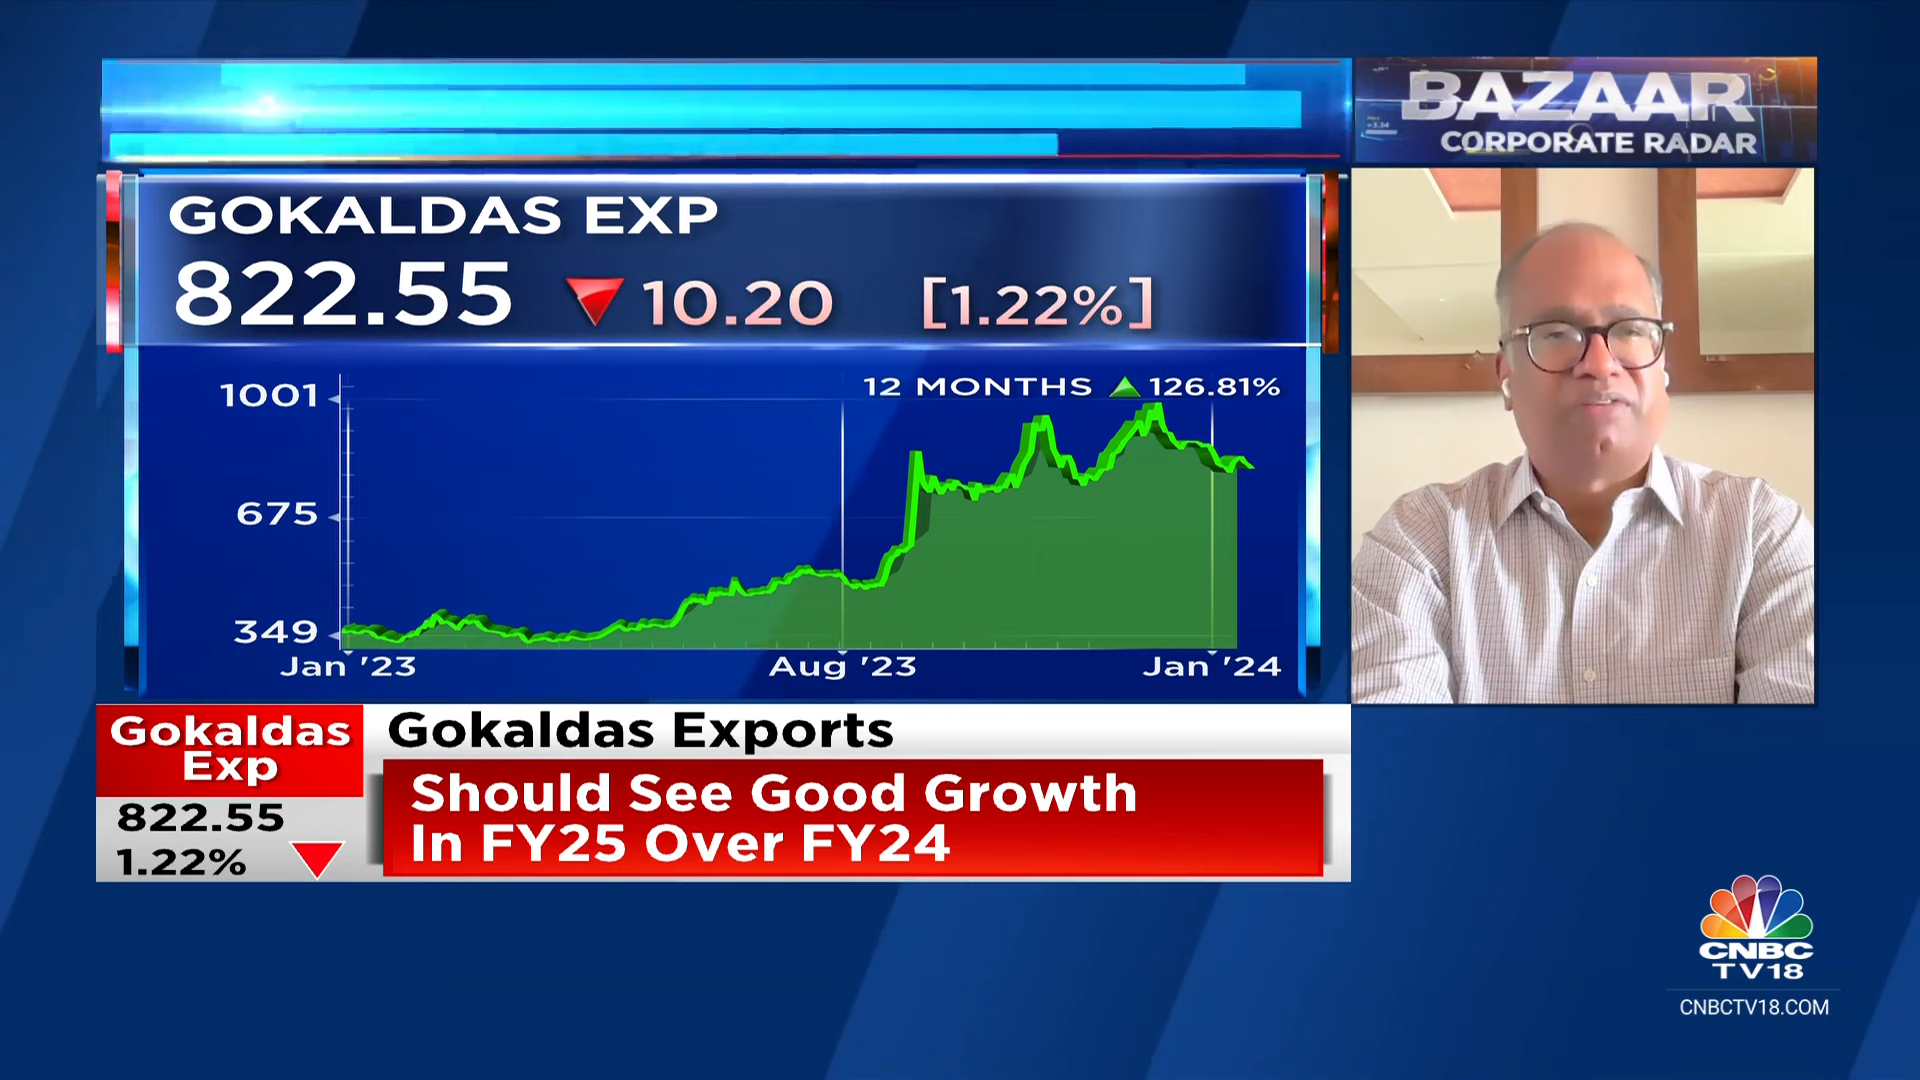 BAZAAR
CORPORATE RADAR
+3.34
GOKALDAS EXP
822.55 ▼ 10.20 [1.22%]
12 MONTHS ▲ 126.81%
1001
675
349
Jan '23 Aug '23 Jan '24
Gokaldas
Exp
822.55
1.22% ▼
Gokaldas Exports
Should See Good Growth
In FY25 Over FY24
CNBC
TV18
CNBCTV18.COM